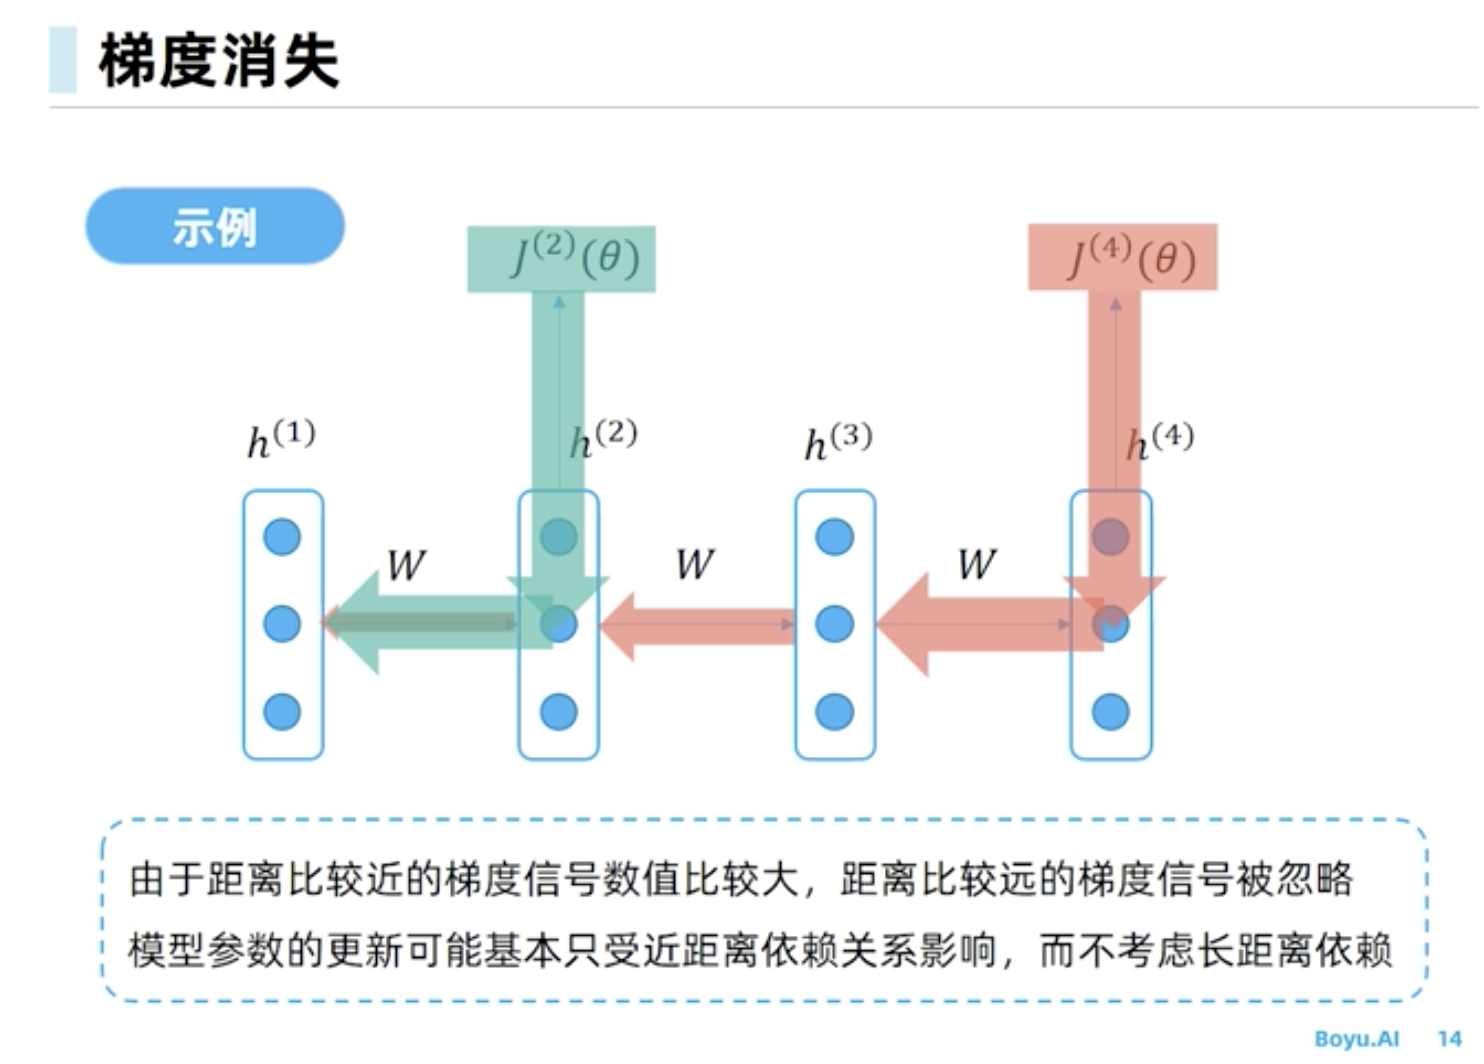 梯度消失
示例
J⁽²⁾(θ)
J⁽⁴⁾(θ)
h⁽¹⁾
h⁽²⁾
h⁽³⁾
h⁽⁴⁾
W
W
W
由于距离比较近的梯度信号数值比较大，距离比较远的梯度信号被忽略
模型参数的更新可能基本只受近距离依赖关系影响，而不考虑长距离依赖
Boyu.AI 14